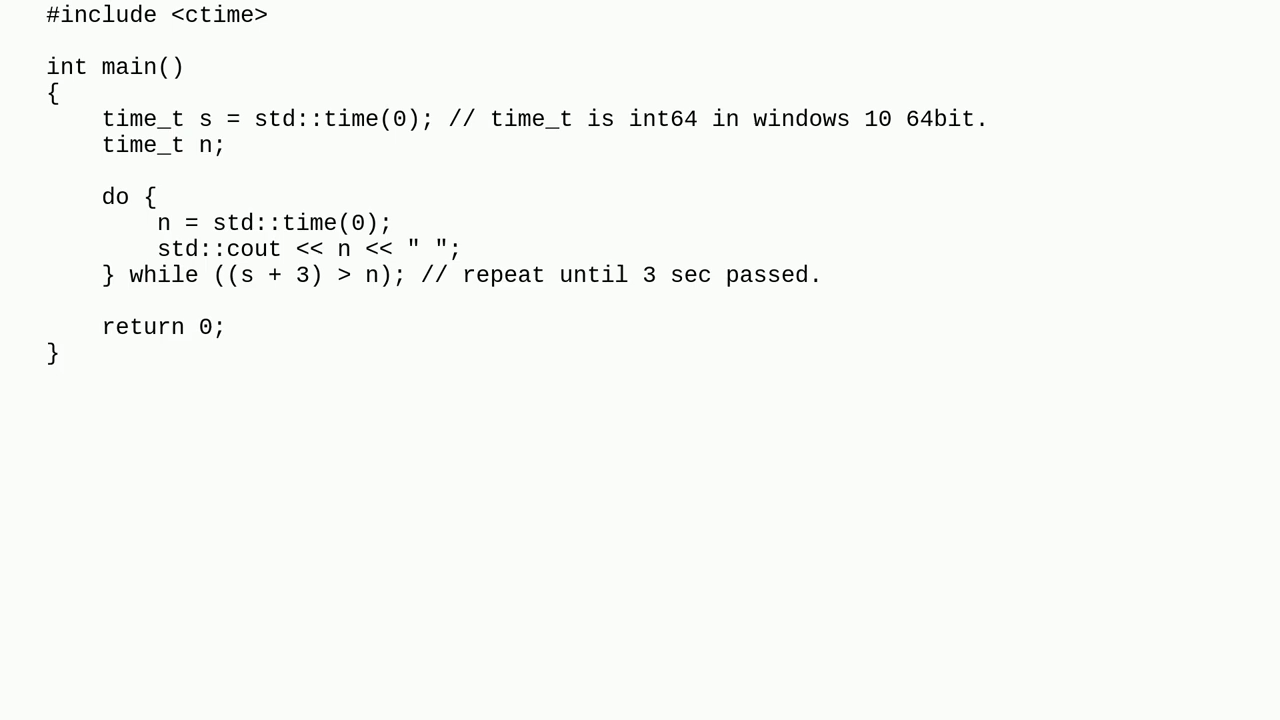 #include <ctime>
int main()
{
time_t s = std::time(0); // time_t is int64 in windows 10 64bit.
time_t n;
do {
n = std::time(0);
std::cout << n << " ";
} while ((s + 3) > n); // repeat until 3 sec passed.
return 0;
}